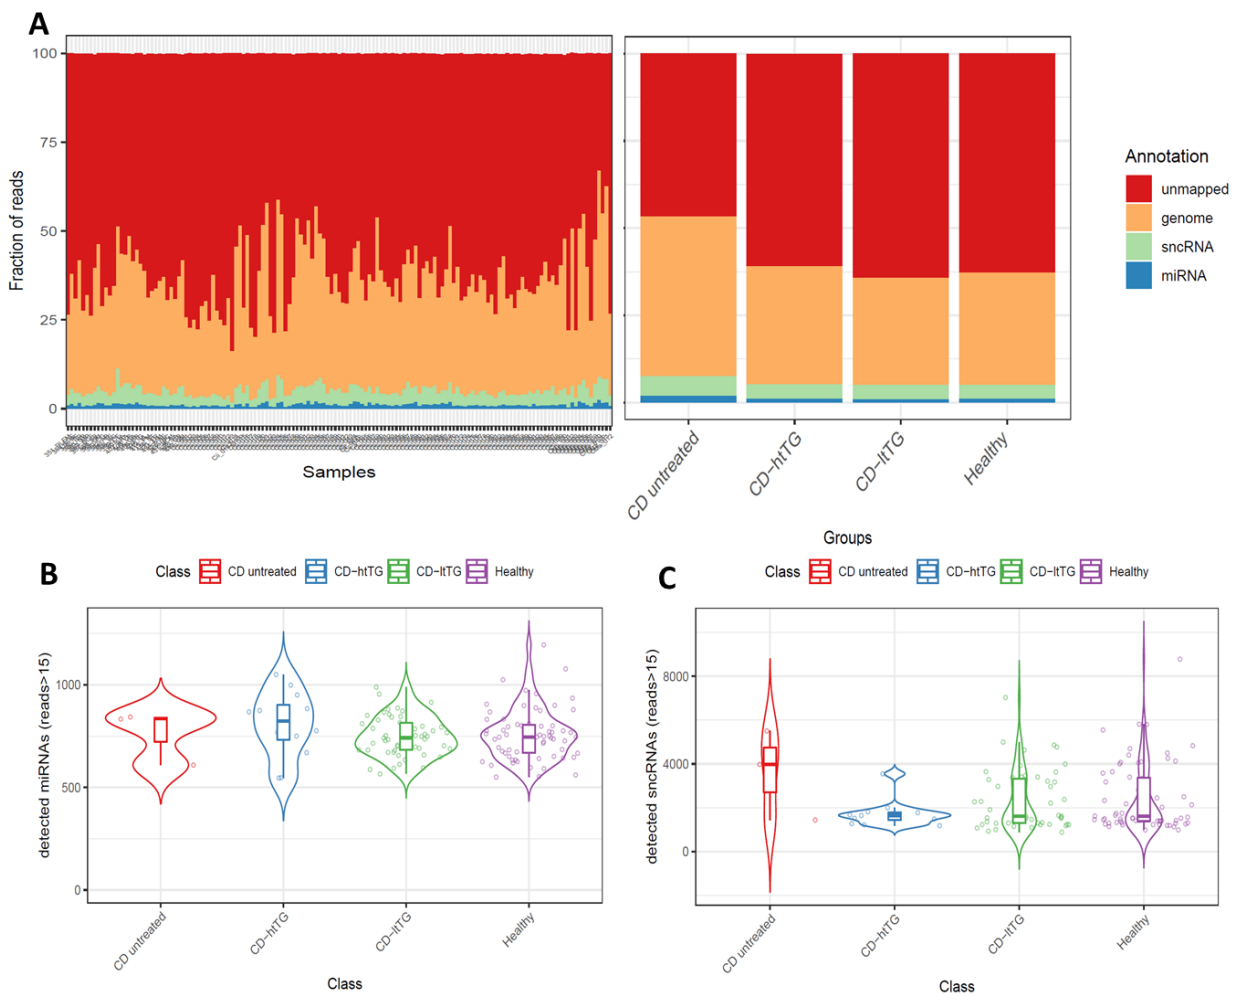 A
100
75
50
25
0
Fraction of reads
Samples
CD untreated
CD-htTG
CD-ltTG
Healthy
Groups
Annotation
unmapped
genome
sncRNA
miRNA
B
Class CD untreated CD-htTG CD-ltTG Healthy
detected miRNAs (reads>15)
1000
500
0
CD untreated
CD-htTG
CD-ltTG
Healthy
Class
C
Class CD untreated CD-htTG CD-ltTG Healthy
detected sncRNAs (reads>15)
8000
4000
0
CD untreated
CD-htTG
CD-ltTG
Healthy
Class